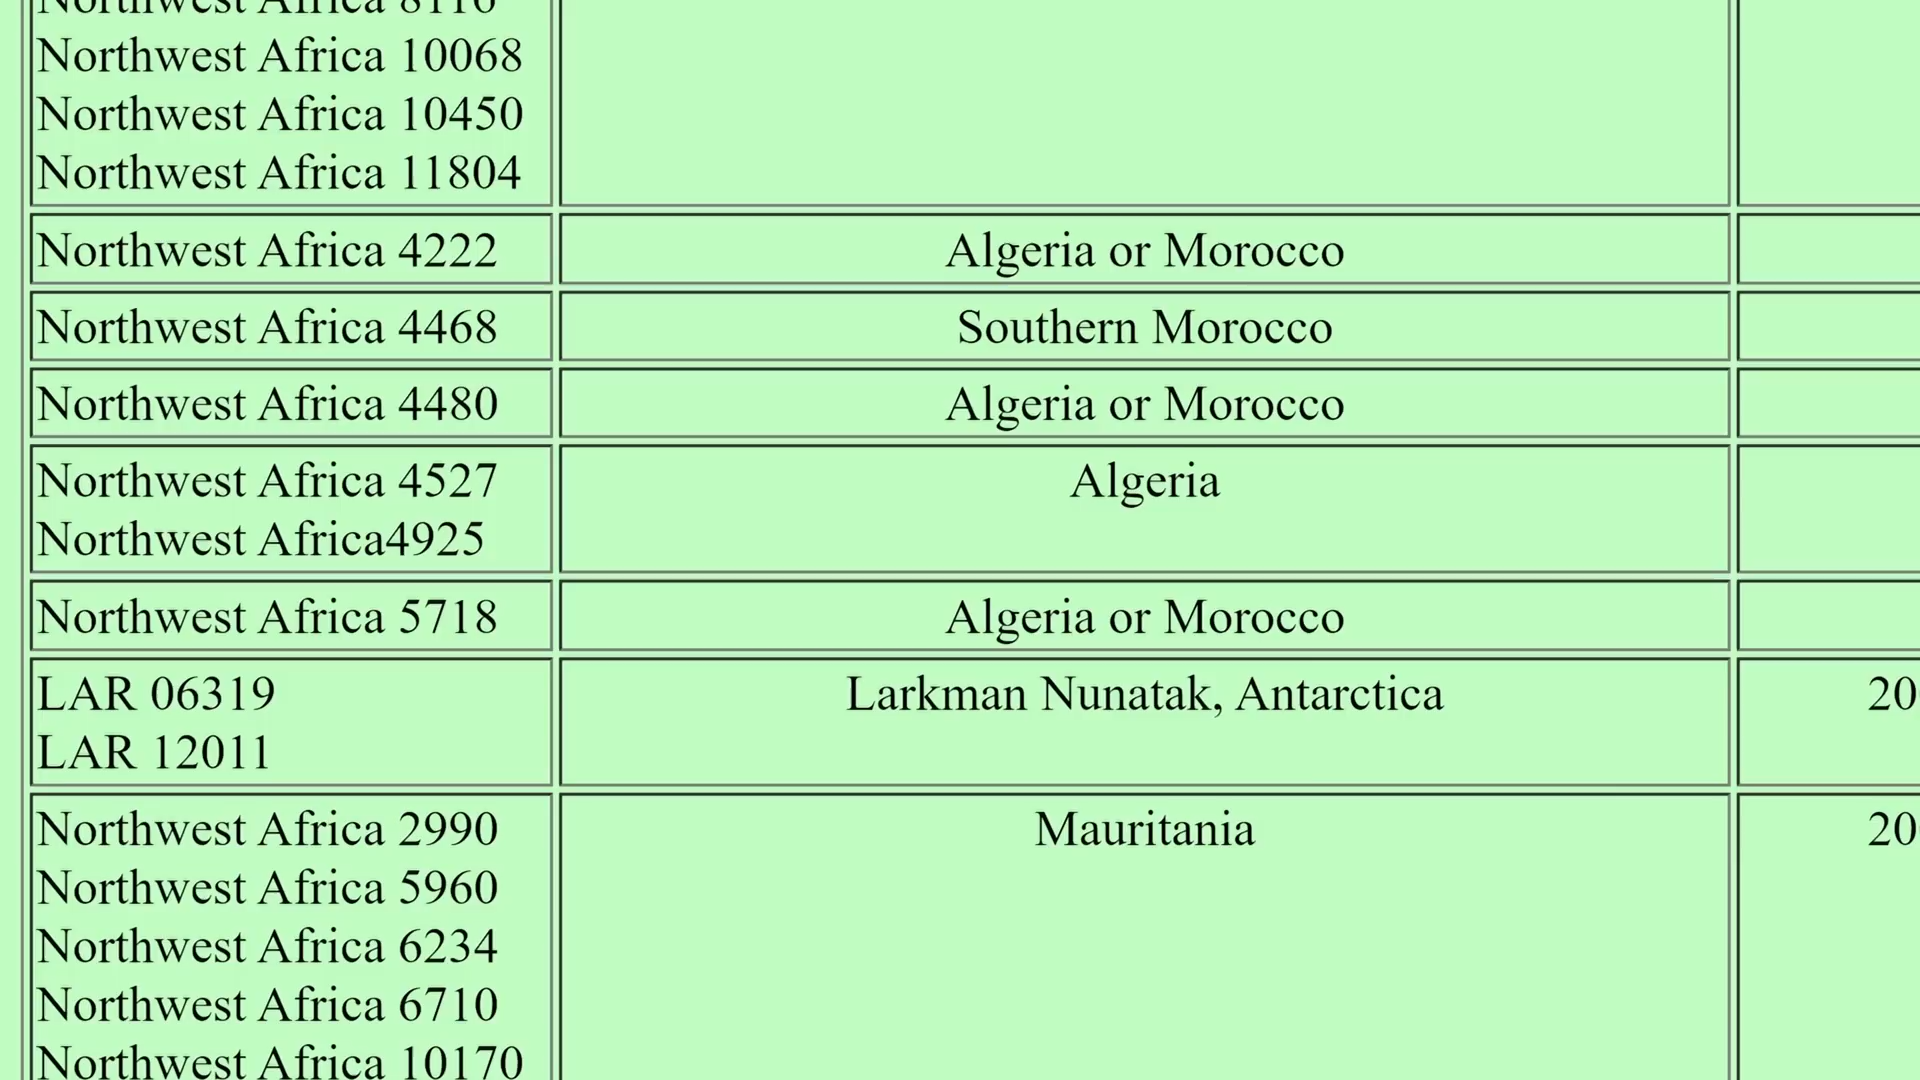 Northwest Africa 8116
Northwest Africa 10068
Northwest Africa 10450
Northwest Africa 11804
Northwest Africa 4222 Algeria or Morocco
Northwest Africa 4468 Southern Morocco
Northwest Africa 4480 Algeria or Morocco
Northwest Africa 4527 Algeria
Northwest Africa4925
Northwest Africa 5718 Algeria or Morocco
LAR 06319 Larkman Nunatak, Antarctica 20
LAR 12011
Northwest Africa 2990 Mauritania 20
Northwest Africa 5960
Northwest Africa 6234
Northwest Africa 6710
Northwest Africa 10170